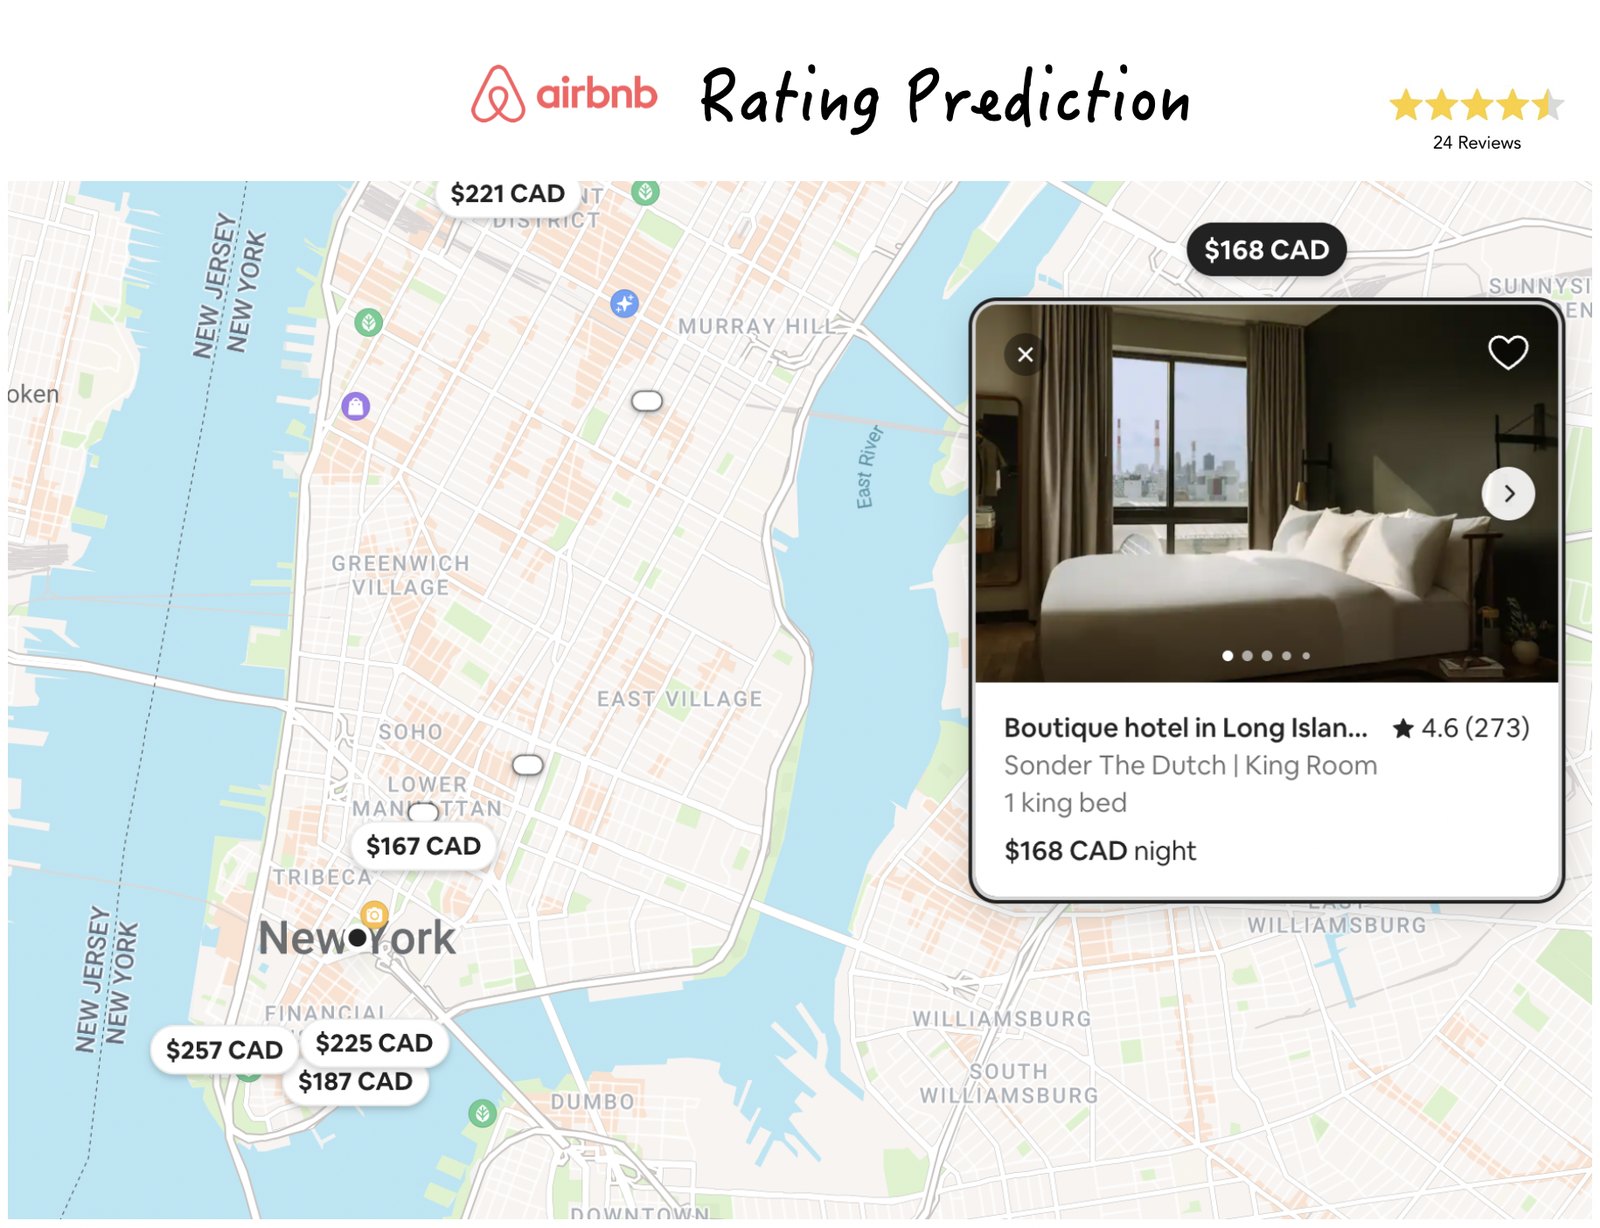 airbnb Rating Prediction
24 Reviews
$221 CAD
DISTRICT
$168 CAD
NEW JERSEY
NEW YORK
MURRAY HILL
oken
East River
GREENWICH
VILLAGE
EAST VILLAGE
SOHO
LOWER
MANHATTAN
$167 CAD
TRIBECA
New York
NEW JERSEY
NEW YORK
FINANCIAL
$257 CAD
$225 CAD
$187 CAD
DUMBO
DOWNTOWN
SUNNYSI
EN
Boutique hotel in Long Islan... ★ 4.6 (273)
Sonder The Dutch | King Room
1 king bed
$168 CAD night
EAST
WILLIAMSBURG
WILLIAMSBURG
SOUTH
WILLIAMSBURG